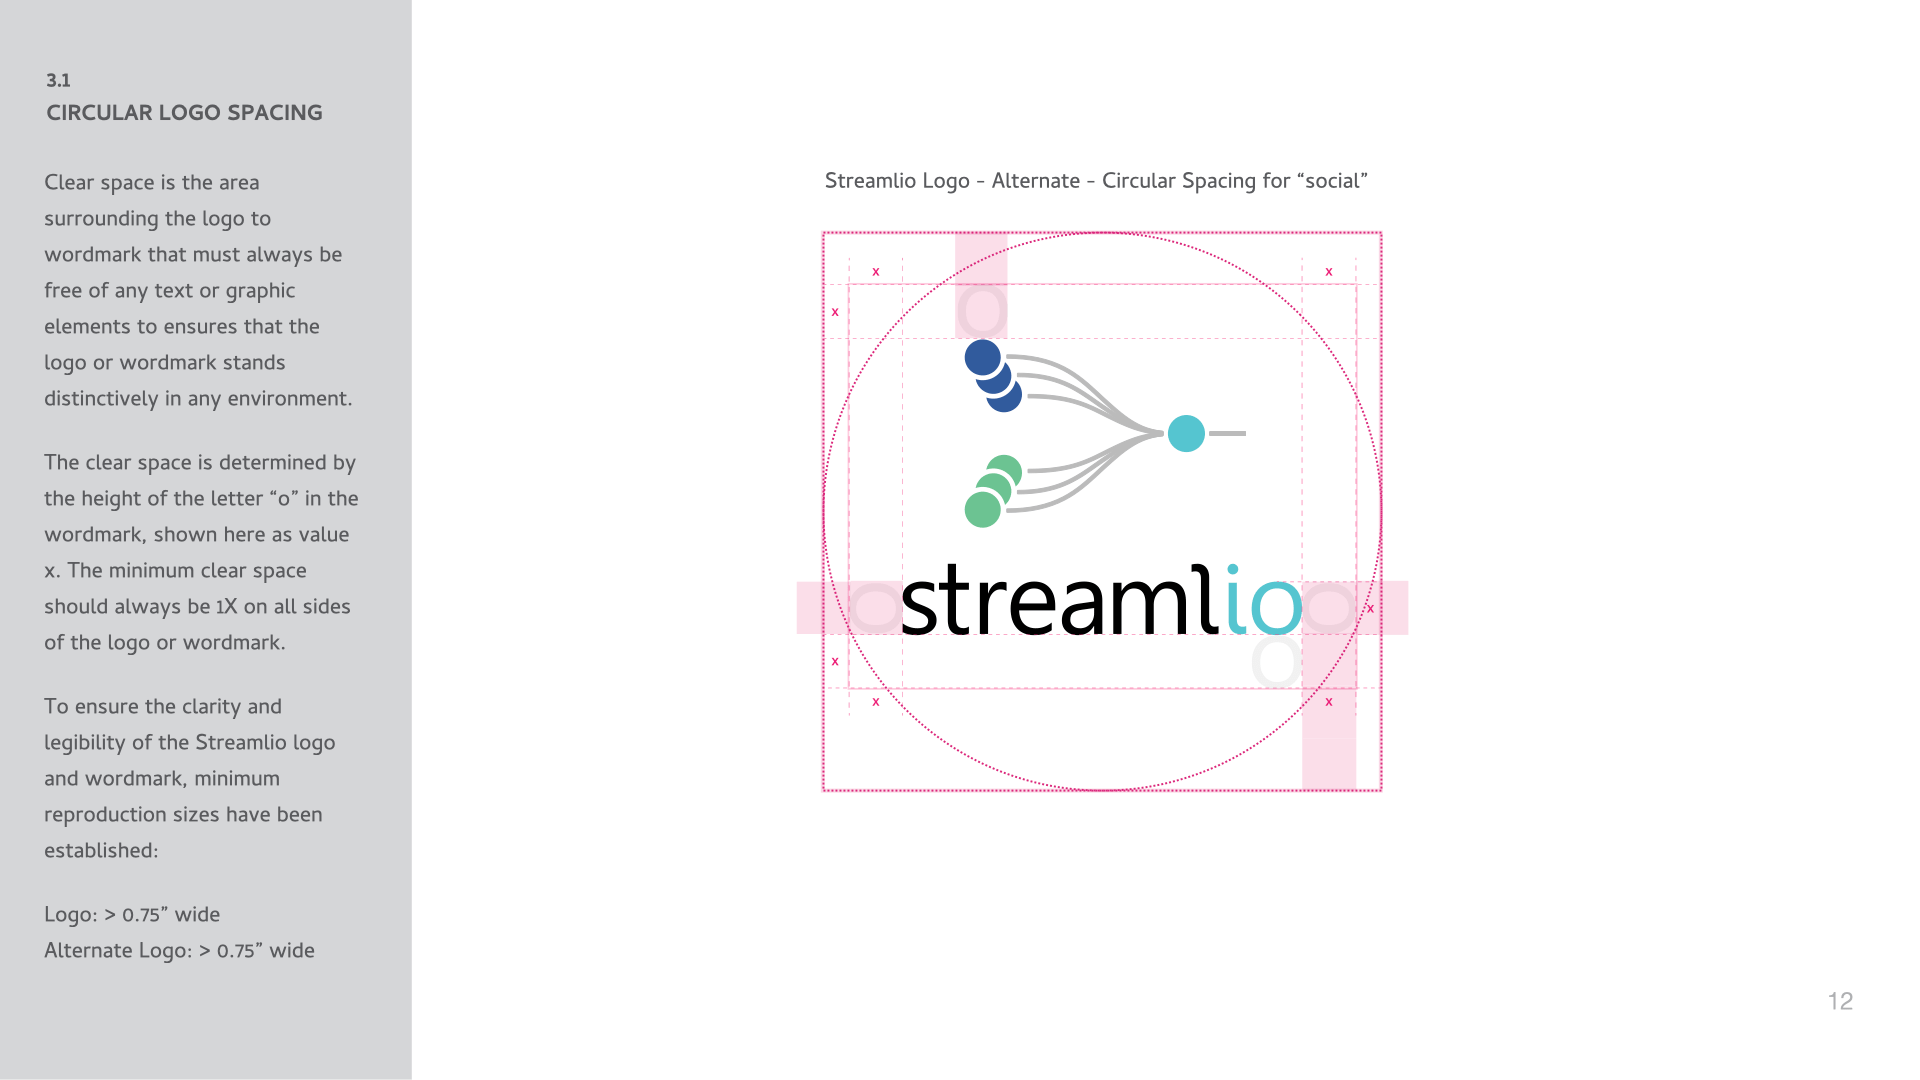 3.1
CIRCULAR LOGO SPACING
Clear space is the area
surrounding the logo to
wordmark that must always be
free of any text or graphic
elements to ensures that the
logo or wordmark stands
distinctively in any environment.
The clear space is determined by
the height of the letter “o” in the
wordmark, shown here as value
x. The minimum clear space
should always be 1X on all sides
of the logo or wordmark.
To ensure the clarity and
legibility of the Streamlio logo
and wordmark, minimum
reproduction sizes have been
established:
Logo: > 0.75” wide
Alternate Logo: > 0.75” wide
Streamlio Logo - Alternate - Circular Spacing for “social”
x x
x
o
o streamlio o x
o
x
x x
12